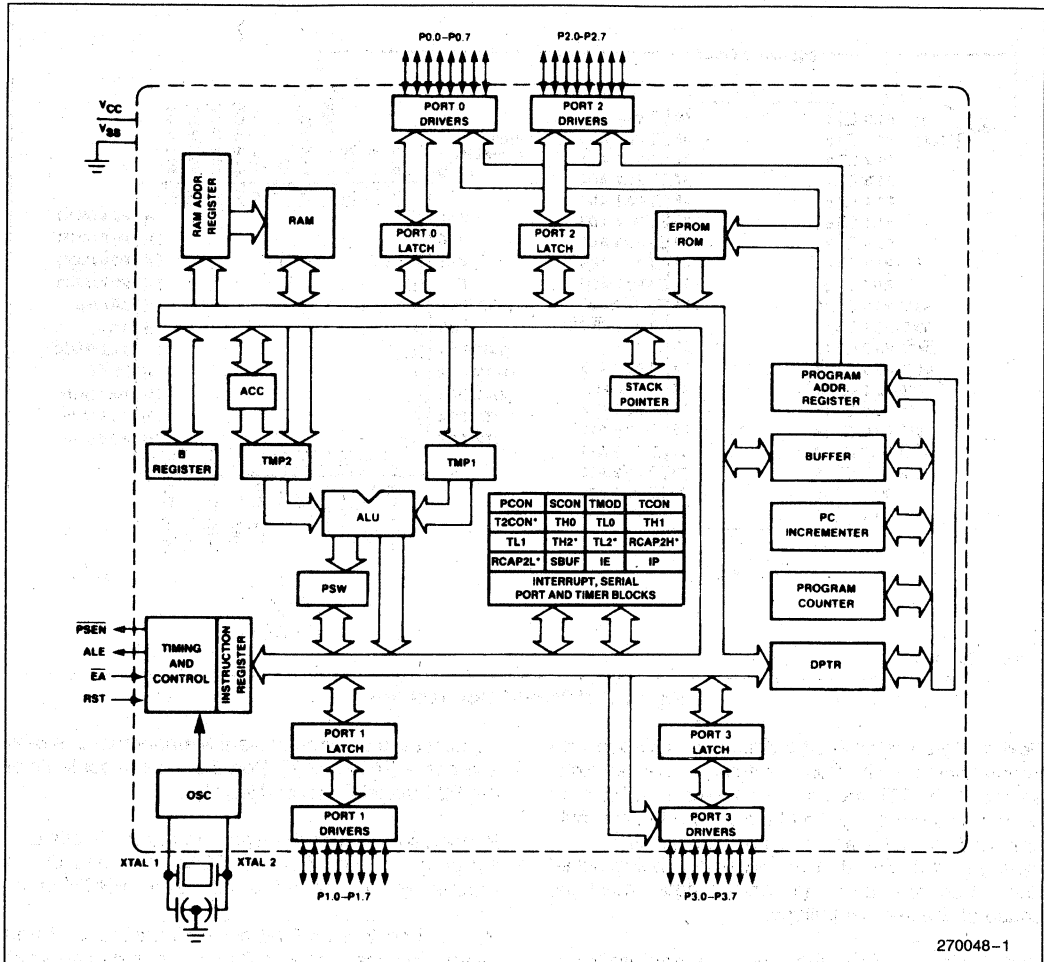 P0.0–P0.7
P2.0-P2.7
VCC
VSS
PORT 0
DRIVERS
PORT 2
DRIVERS
RAM ADDR.
REGISTER
RAM
PORT 0
LATCH
PORT 2
LATCH
EPROM
ROM
ACC
STACK
POINTER
PROGRAM
ADDR.
REGISTER
B
REGISTER
TMP2
TMP1
BUFFER
ALU
PCON SCON TMOD TCON
T2CON* TH0 TL0 TH1
TL1 TH2* TL2* RCAP2H*
RCAP2L* SBUF IE IP
INTERRUPT, SERIAL
PORT AND TIMER BLOCKS
PC
INCREMENTER
PSW
PROGRAM
COUNTER
PSEN
ALE
EA
RST
TIMING
AND
CONTROL
INSTRUCTION
REGISTER
DPTR
PORT 1
LATCH
PORT 3
LATCH
OSC
PORT 1
DRIVERS
PORT 3
DRIVERS
XTAL 1
XTAL 2
P1.0–P1.7
P3.0–P3.7
270048–1